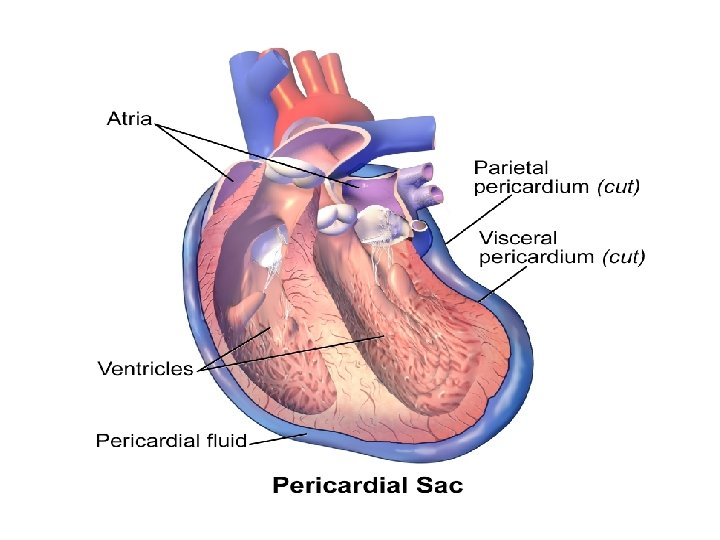 Atria
Parietal
pericardium (cut)
Visceral
pericardium (cut)
Ventricles
Pericardial fluid
Pericardial Sac